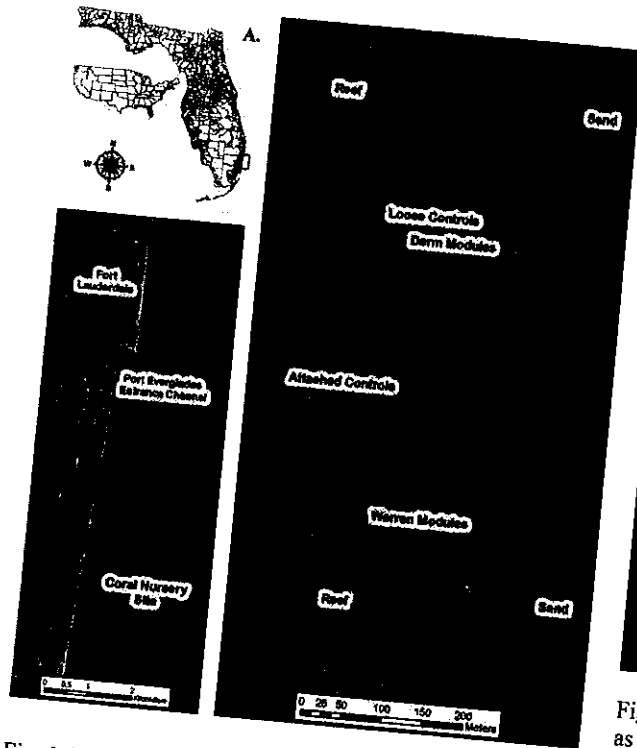 A.
N
W
S
Reef
Sand
Loose Controls
Derm Modules
Fort
Lauderdale
Port Everglades
Entrance Channel
Attached Controls
Warren Modules
Coral Nursery
Site
Reef
Sand
0 0.5 1 2
Kilometers
0 25 50 100 150 200
Meters
Fig
as